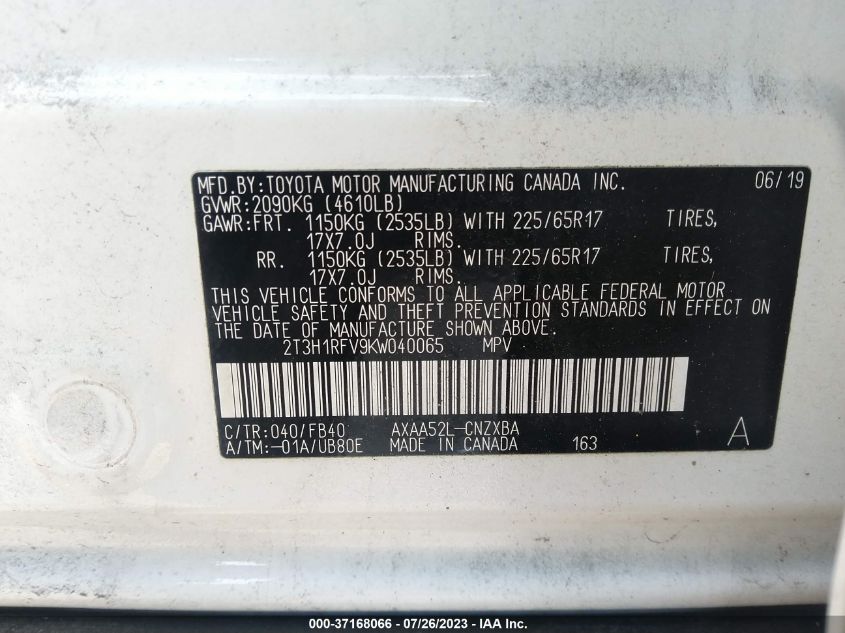 MFD.BY:TOYOTA MOTOR MANUFACTURING CANADA INC. 06/19
GVWR:2090KG (4610LB)
GAWR:FRT. 1150KG (2535LB) WITH 225/65R17 TIRES,
17X7.0J RIMS.
RR. 1150KG (2535LB) WITH 225/65R17 TIRES,
17X7.0J RIMS.
THIS VEHICLE CONFORMS TO ALL APPLICABLE FEDERAL MOTOR
VEHICLE SAFETY AND THEFT PREVENTION STANDARDS IN EFFECT ON
THE DATE OF MANUFACTURE SHOWN ABOVE.
2T3H1RFV9KW040065 MPV
C/TR:040/FB40 AXAA52L-CNZXBA
A/TM:-01A/UB80E MADE IN CANADA 163 A
000-37168066 - 07/26/2023 - IAA Inc.